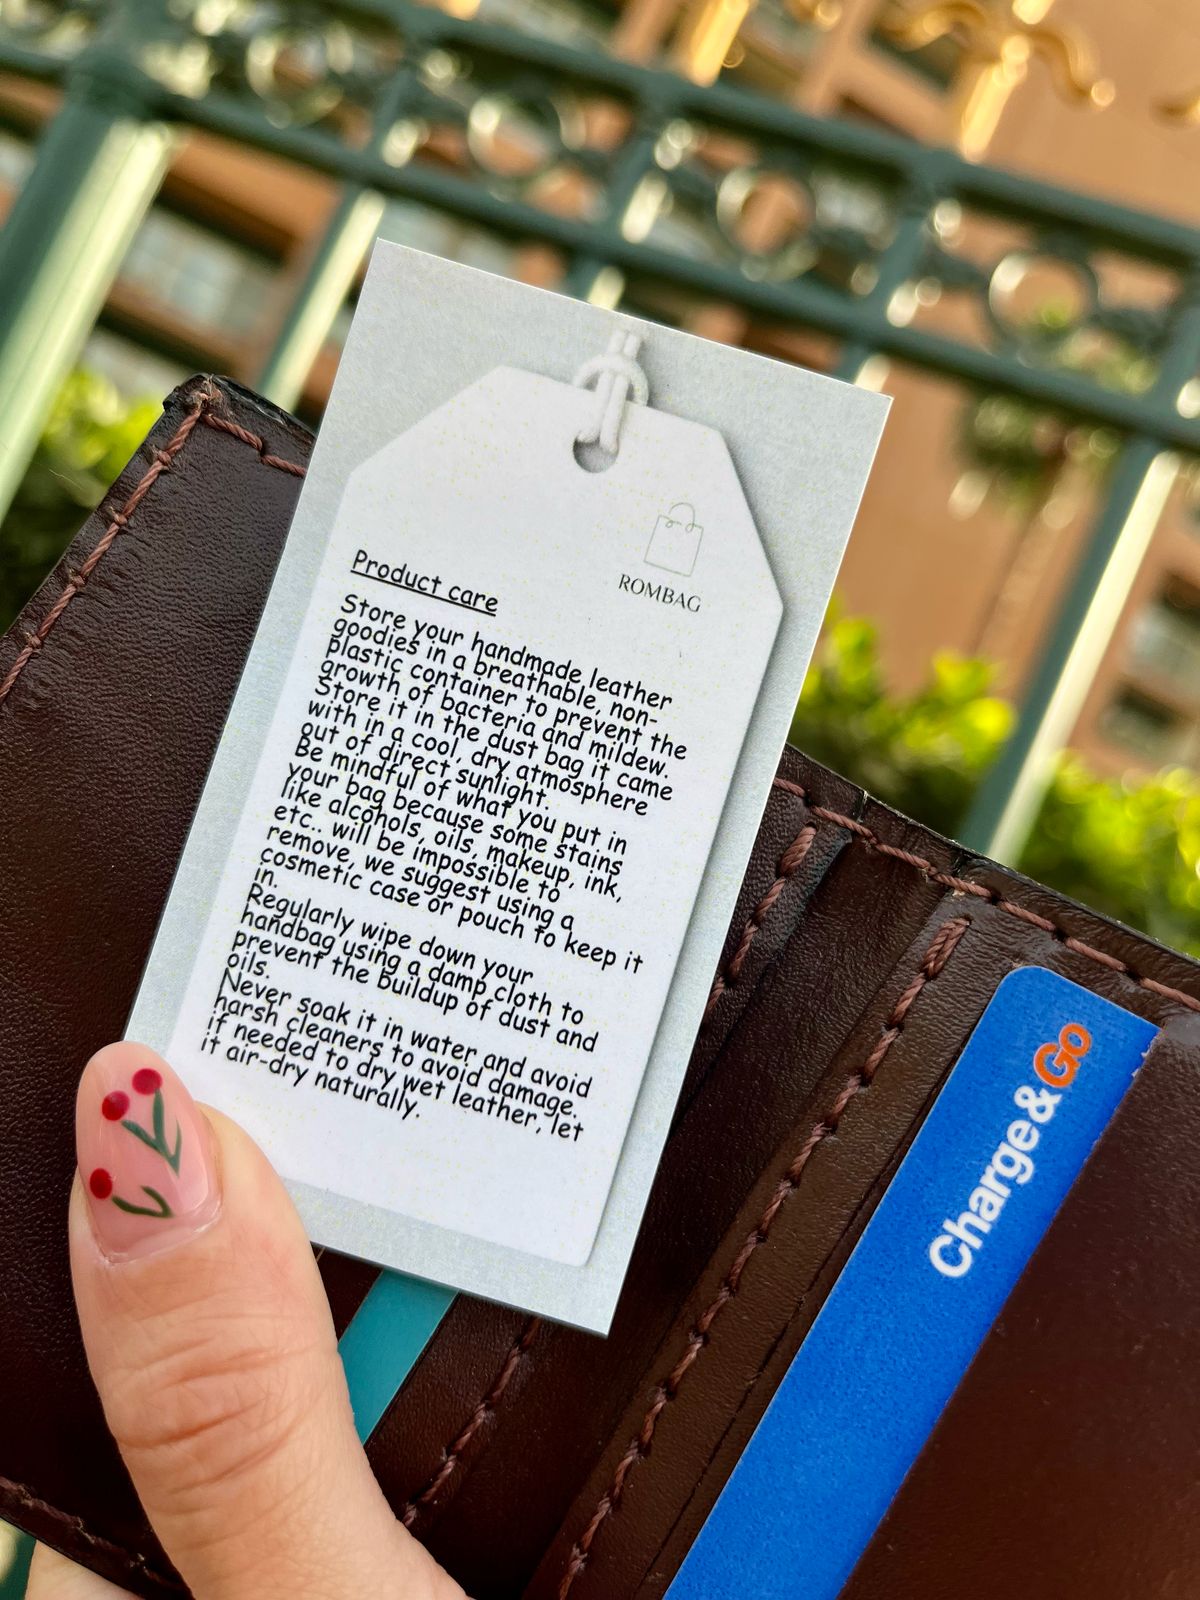 ROMBAG
Product care
Store your handmade leather
goodies in a breathable, non-
plastic container to prevent the
growth of bacteria and mildew.
Store it in the dust bag it came
with in a cool, dry atmosphere
out of direct sunlight.
Be mindful of what you put in
your bag because some stains
like alcohols, oils, makeup, ink,
etc.. will be impossible to
remove, we suggest using a
cosmetic case or pouch to keep it
in.
Regularly wipe down your
handbag using a damp cloth to
prevent the buildup of dust and
oils.
Never soak it in water and avoid
harsh cleaners to avoid damage.
if needed to dry wet leather, let
it air-dry naturally.
Charge&Go